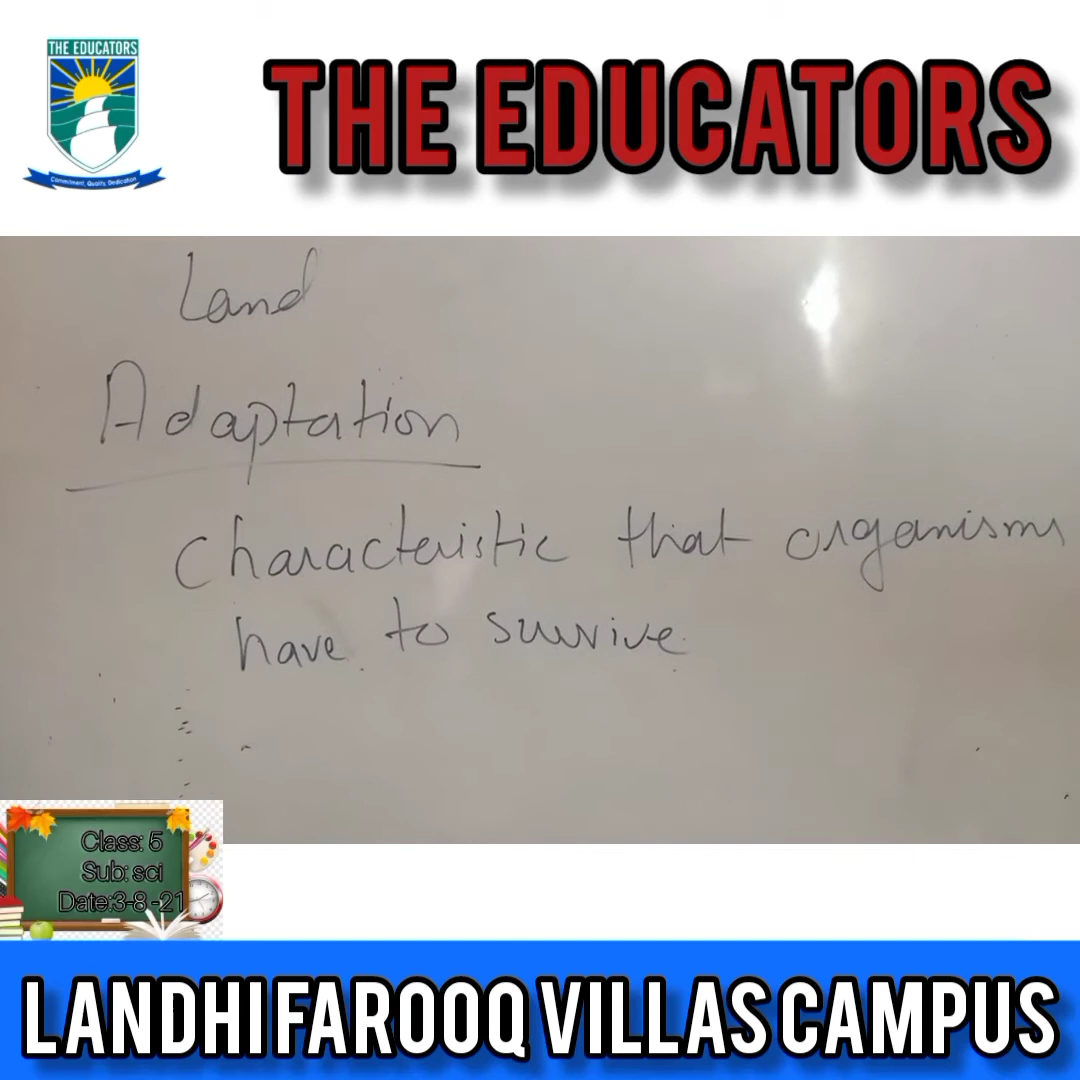 THE EDUCATORS
Commitment, Quality, Dedication
THE EDUCATORS
Land
Adaptation
Characteristic that organisms
have to survive
Class: 5
Sub: sci
Date:3-8-21
LANDHI FAROOQ VILLAS CAMPUS